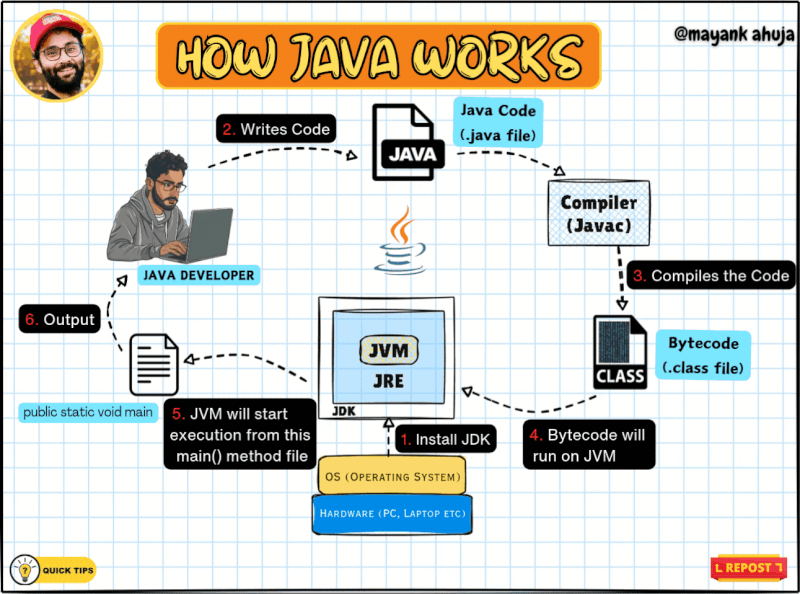 @mayank ahuja
HOW JAVA WORKS
2. Writes Code
JAVA
Java Code
(.java file)
Compiler
(Javac)
3. Compiles the Code
JAVA DEVELOPER
6. Output
JVM
JRE
JDK
CLASS
Bytecode
(.class file)
public static void main
5. JVM will start
execution from this
main() method file
1. Install JDK
4. Bytecode will
run on JVM
OS (Operating System)
Hardware (PC, Laptop etc)
QUICK TIPS
REPOST